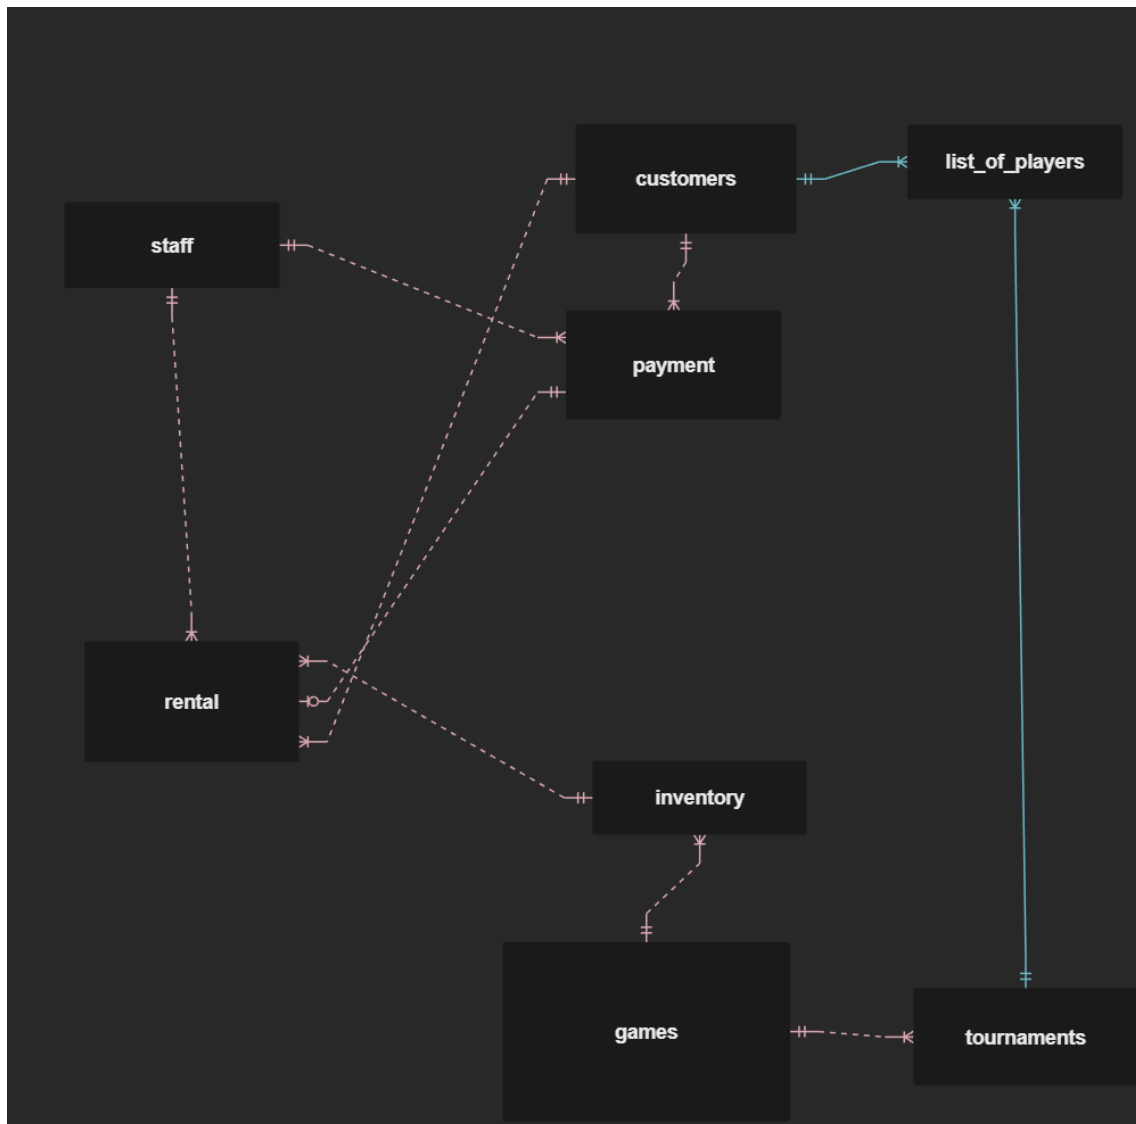 customers
list_of_players
staff
payment
rental
inventory
games
tournaments